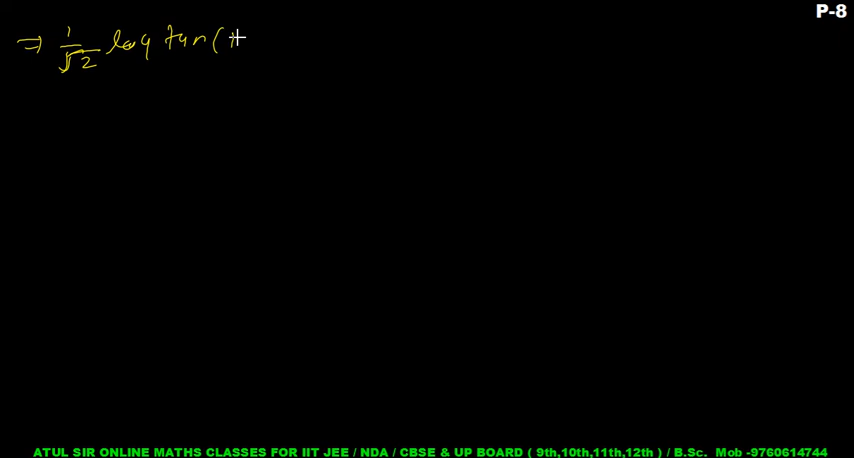 P-8
⇒ 1/√2 log tan(
ATUL SIR ONLINE MATHS CLASSES FOR IIT JEE / NDA / CBSE & UP BOARD ( 9th,10th,11th,12th ) / B.Sc. Mob -9760614744